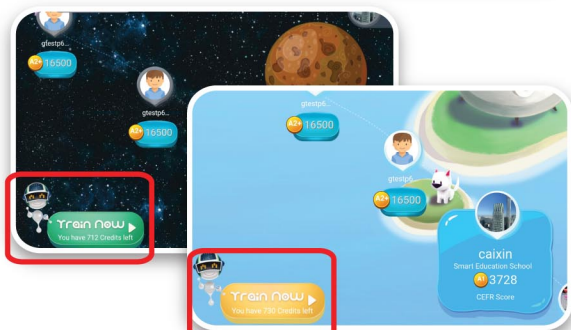 gtestp6...
A2+ 16500
gtestp6...
A2+ 16500
Train Now
You have 712 Credits left
gtestp6...
A2+ 16500
gtestp6...
A2+ 16500
caixin
Smart Education School
A1 3728
CEFR Score
Train Now
You have 730 Credits left